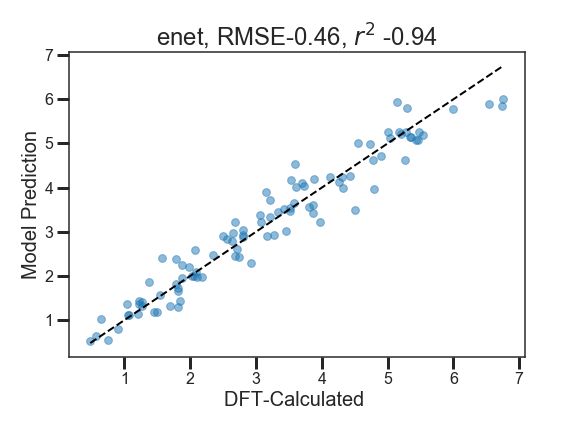 enet, RMSE-0.46, r² -0.94
7
6
5
4
3
2
1
Model Prediction
1 2 3 4 5 6 7
DFT-Calculated